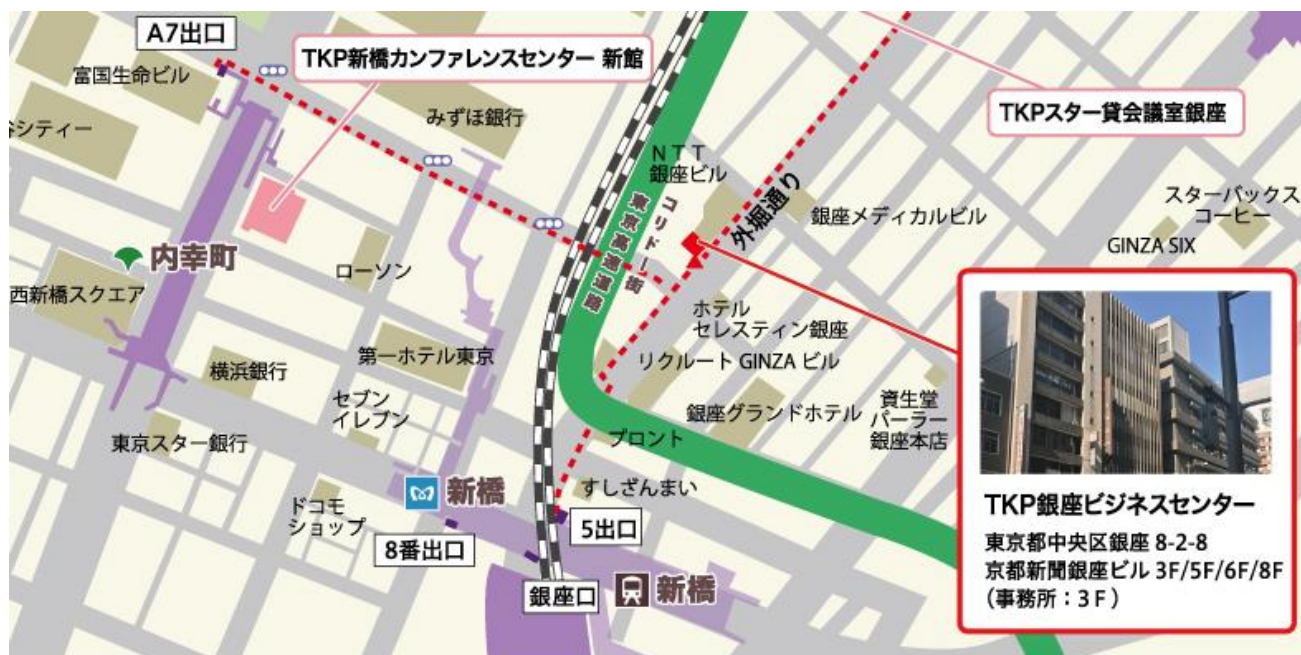 A7出口
富国生命ビル
TKP新橋カンファレンスセンター 新館
シティー
みずほ銀行
TKPスター貸会議室銀座
NTT
銀座ビル
外堀通り
コリドー街
東京高速道路
銀座メディカルビル
スターバックス
コーヒー
GINZA SIX
内幸町
ローソン
西新橋スクエア
ホテル
セレスティン銀座
第一ホテル東京
リクルート GINZA ビル
横浜銀行
セブン
イレブン
銀座グランドホテル
資生堂
パーラー
銀座本店
東京スター銀行
プロント
新橋
すしざんまい
ドコモ
ショップ
5出口
8番出口
銀座口
新橋
TKP銀座ビジネスセンター
東京都中央区銀座 8-2-8
京都新聞銀座ビル 3F/5F/6F/8F
(事務所:3F)